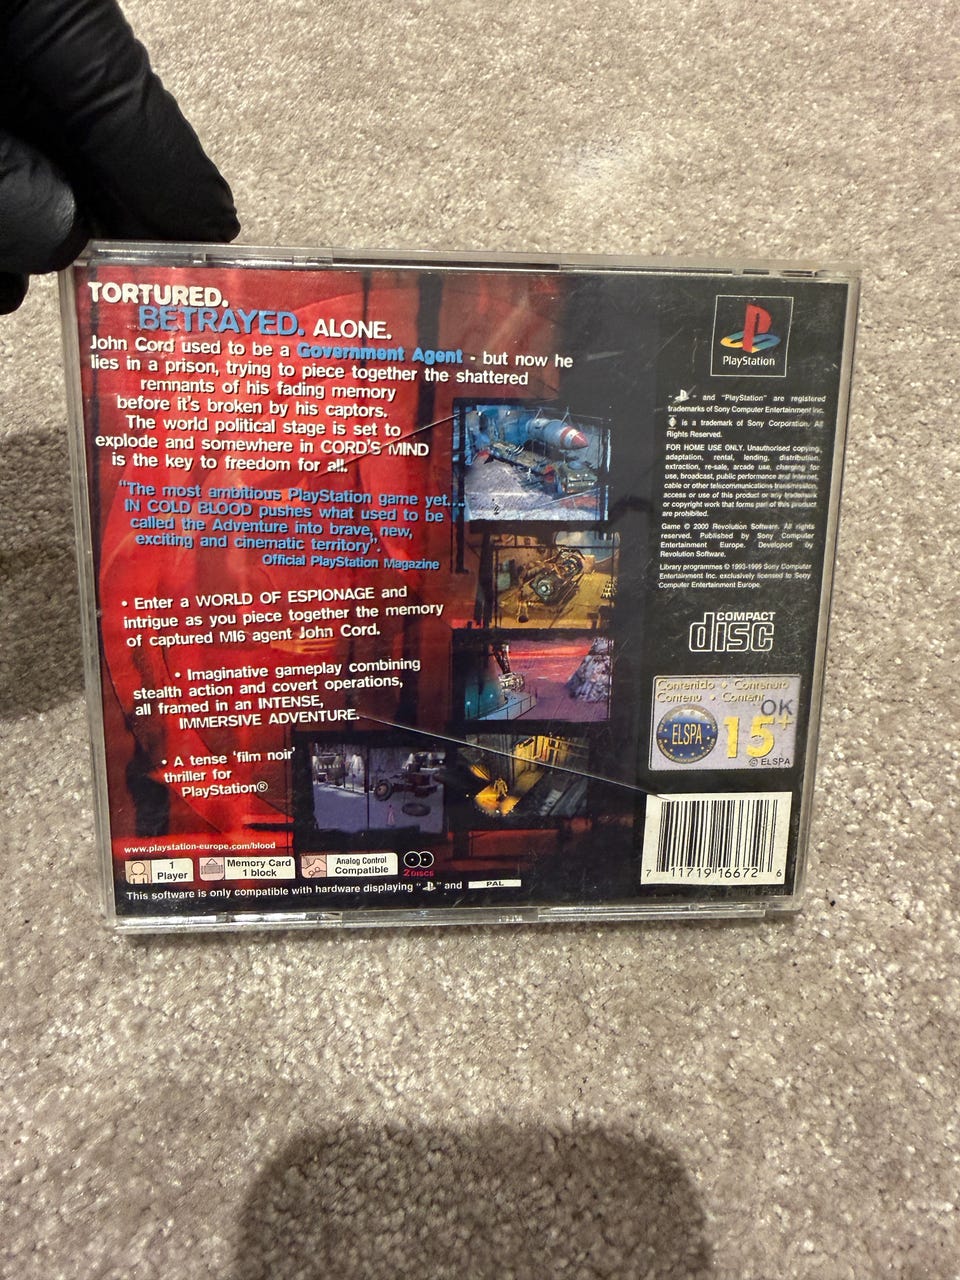 TORTURED.
BETRAYED. ALONE.
John Cord used to be a Government Agent - but now he
lies in a prison, trying to piece together the shattered
remnants of his fading memory
before it's broken by his captors.
The world political stage is set to
explode and somewhere in CORD'S MIND
is the key to freedom for all.
"The most ambitious PlayStation game yet....
IN COLD BLOOD pushes what used to be
called the Adventure into brave, new,
exciting and cinematic territory".
Official PlayStation Magazine
• Enter a WORLD OF ESPIONAGE and
intrigue as you piece together the memory
of captured MI6 agent John Cord.
• Imaginative gameplay combining
stealth action and covert operations,
all framed in an INTENSE,
IMMERSIVE ADVENTURE.
• A tense 'film noir'
thriller for
PlayStation®
www.playstation-europe.com/blood
1
Player
Memory Card
1 block
Analog Control
Compatible
2 DISCS
This software is only compatible with hardware displaying " " and PAL
PlayStation
" " and "PlayStation" are registered
trademarks of Sony Computer Entertainment Inc.
is a trademark of Sony Corporation. All
Rights Reserved.
FOR HOME USE ONLY. Unauthorised copying,
adaptation, rental, lending, distribution,
extraction, re-sale, arcade use, charging for
use, broadcast, public performance and internet,
cable or other telecommunications transmission,
access or use of this product or any trademark
or copyright work that forms part of this product
are prohibited.
Game © 2000 Revolution Software. All rights
reserved. Published by Sony Computer
Entertainment Europe. Developed by
Revolution Software.
Library programmes © 1993-1999 Sony Computer
Entertainment Inc. exclusively licensed to Sony
Computer Entertainment Europe.
COMPACT
disc
Contenido • Contenuto
Contenu • Content
OK
ELSPA
15+
© ELSPA
7 11719 16672 6